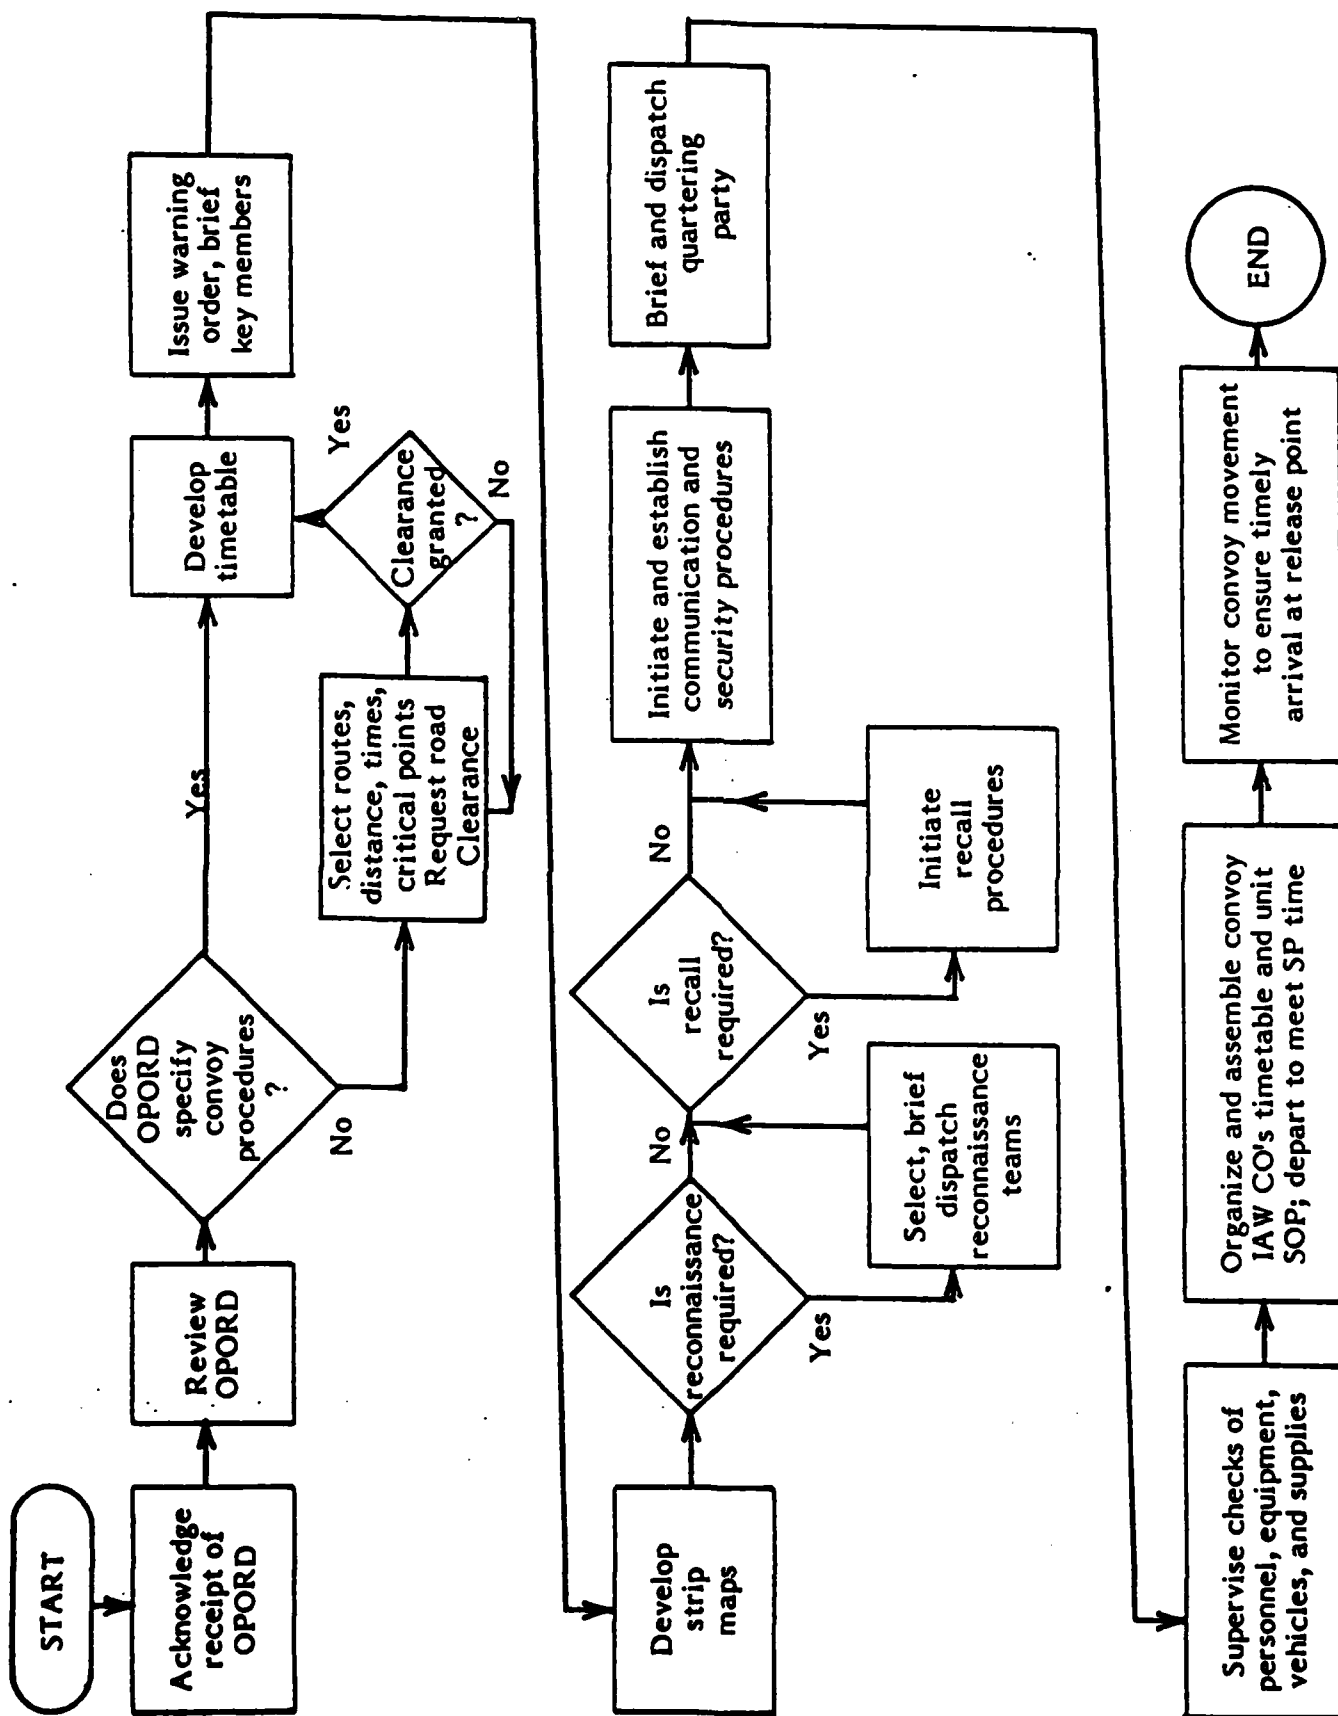 START
Acknowledge
receipt of
OPORD
Review
OPORD
Does
OPORD
specify
convoy
procedures
?
Yes
No
Select routes,
distance, times,
critical points
Request road
Clearance
Clearance
granted
?
Yes
No
Develop
timetable
Issue warning
order, brief
key members
Develop
strip
maps
Is
reconnaissance
required?
No
Yes
Select, brief
dispatch
reconnaissance
teams
Is
recall
required?
No
Yes
Initiate
recall
procedures
Initiate and establish
communication and
security procedures
Brief and dispatch
quartering
party
Supervise checks of
personnel, equipment,
vehicles, and supplies
Organize and assemble convoy
IAW CO's timetable and unit
SOP; depart to meet SP time
Monitor convoy movement
to ensure timely
arrival at release point
END